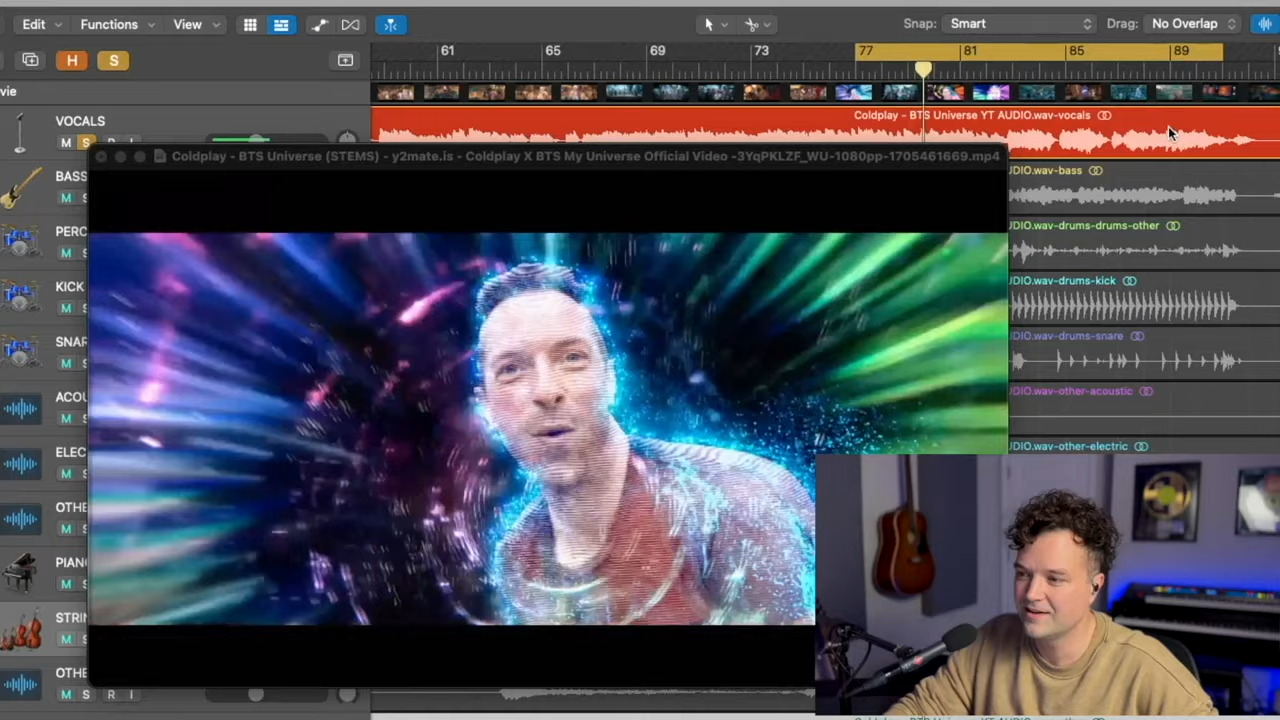 Edit
Functions
View
Snap:
Smart
Drag:
No Overlap
H
S
61
65
69
73
77
81
85
89
vie
VOCALS
M S R I
Coldplay - BTS Universe YT AUDIO.wav-vocals
Coldplay - BTS Universe (STEMS) - y2mate.is - Coldplay X BTS My Universe Official Video -3YqPKLZF_WU-1080pp-1705461669.mp4
BASS
M S
UDIO.wav-bass
PERC
M S
UDIO.wav-drums-drums-other
KICK
M S
UDIO.wav-drums-kick
SNAR
M S
UDIO.wav-drums-snare
ACOU
M S
UDIO.wav-other-acoustic
ELEC
M S
UDIO.wav-other-electric
OTHE
M S
PIANO
M S
STRIN
M S
OTHE
M S R I